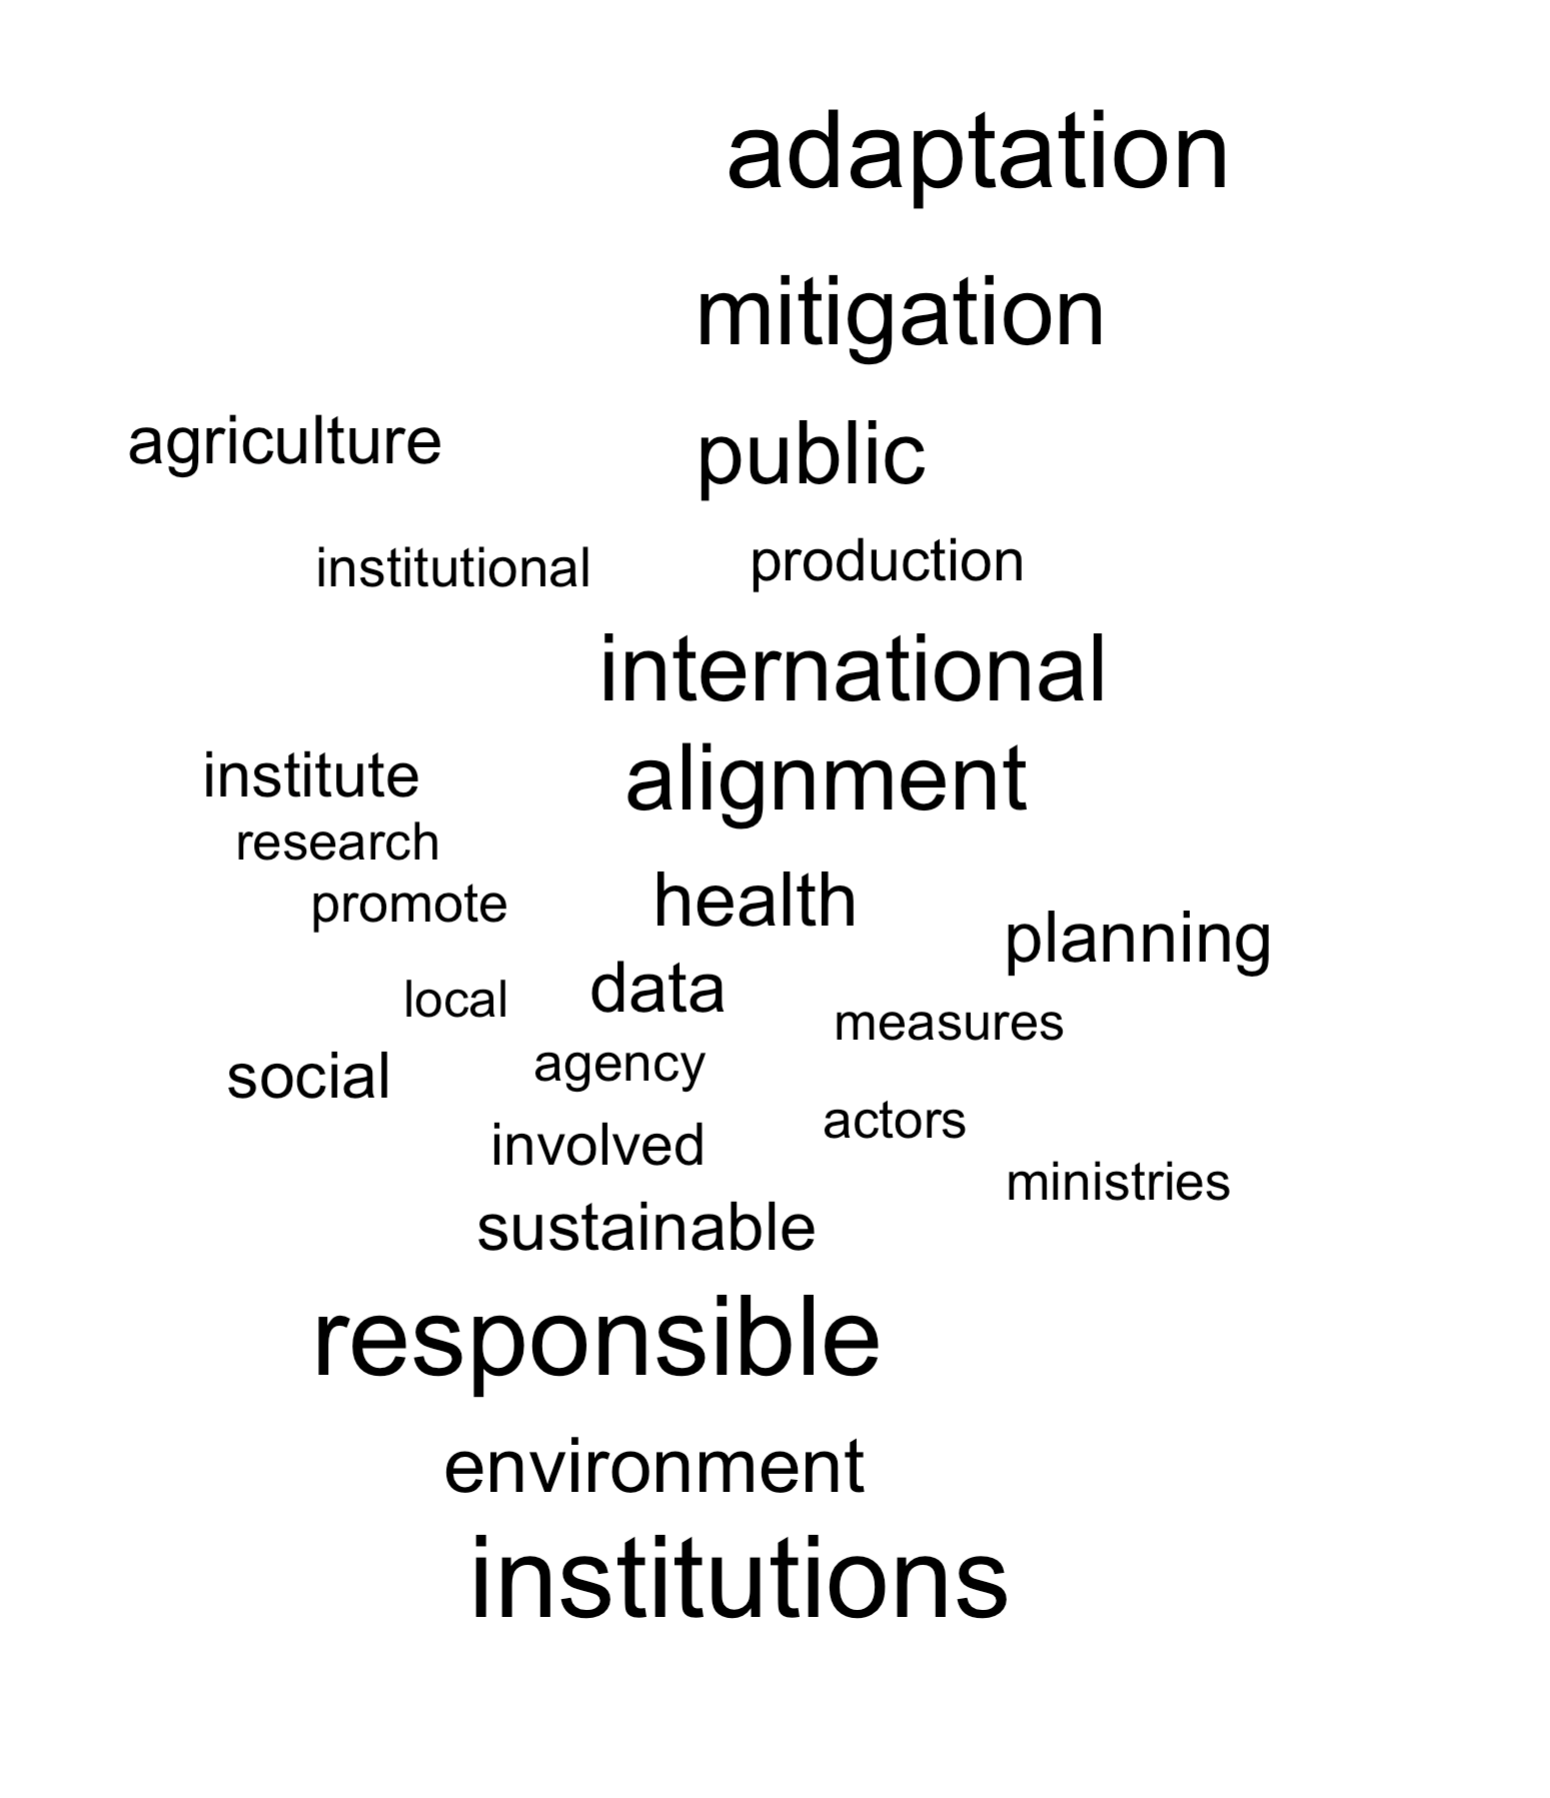 adaptation
mitigation
agriculture
public
institutional
production
international
institute
alignment
research
promote
health
planning
local
data
measures
social
agency
actors
involved
ministries
sustainable
responsible
environment
institutions